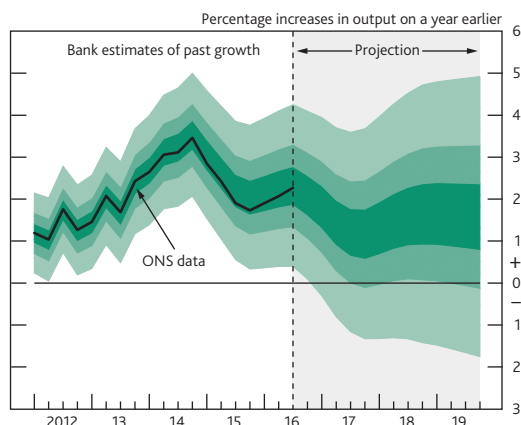 Percentage increases in output on a year earlier
Bank estimates of past growth
Projection
ONS data
6
5
4
3
2
1
+
0
–
1
2
3
2012 13 14 15 16 17 18 19